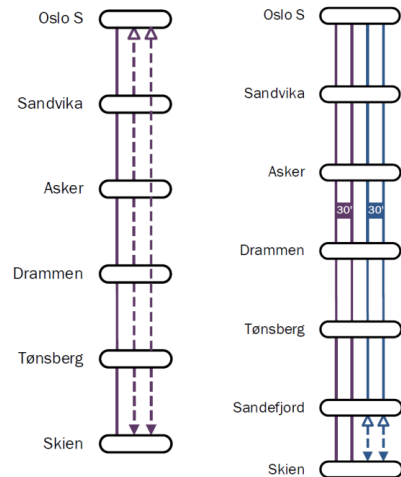 Oslo S
Sandvika
Asker
Drammen
Tønsberg
Skien
Oslo S
Sandvika
Asker
30' 30'
Drammen
Tønsberg
Sandefjord
Skien